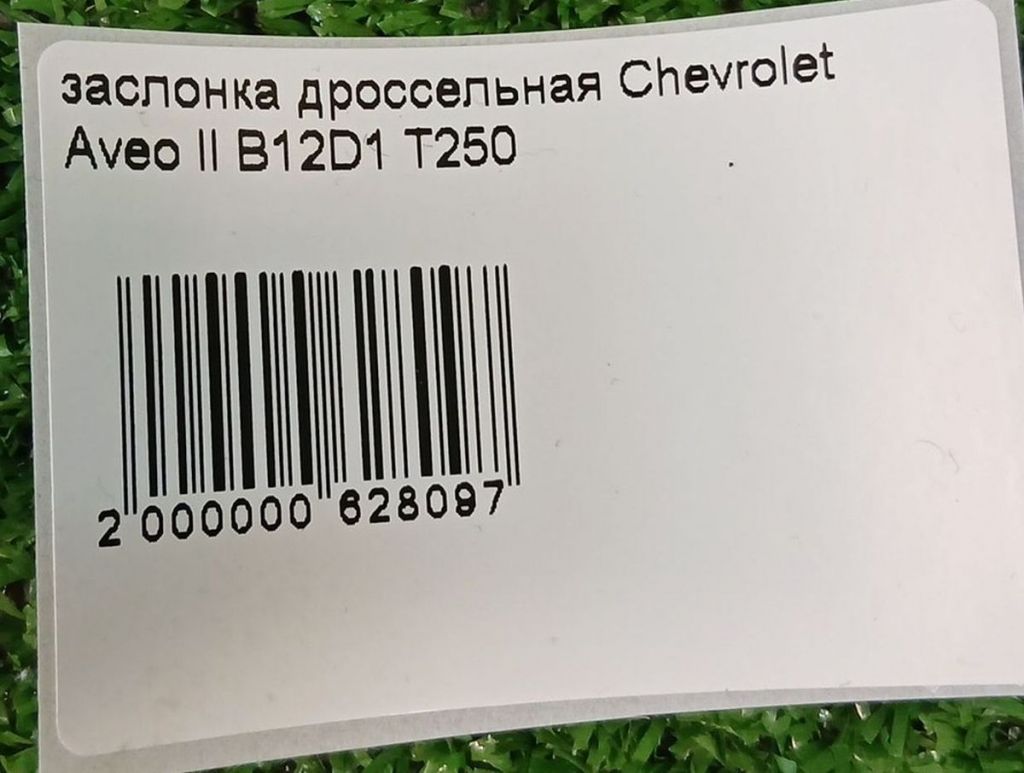 заслонка дроссельная Chevrolet
Aveo II B12D1 T250
2 000000 628097